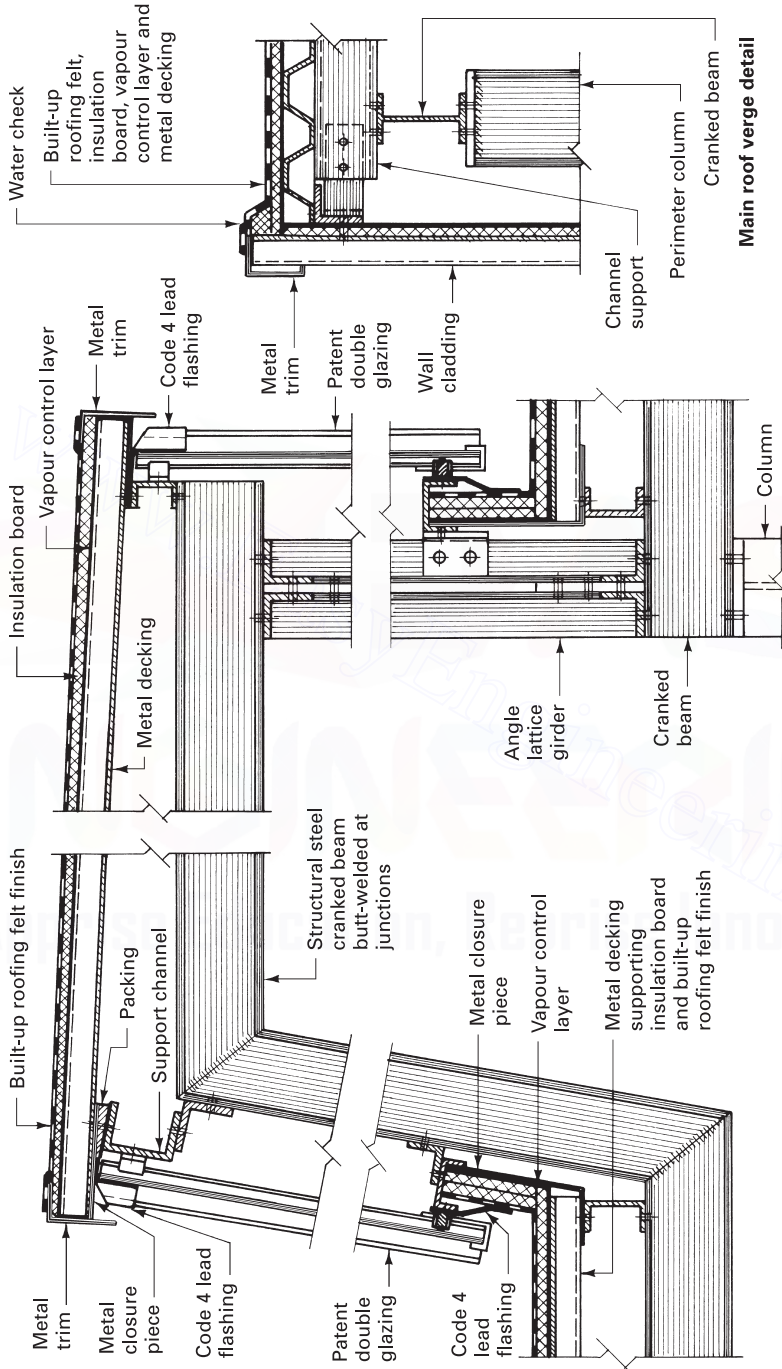 Built-up roofing felt finish
Insulation board
Vapour control layer
Metal
trim
Metal
trim
Metal
closure
piece
Code 4 lead
flashing
Packing
Support channel
Metal decking
Code 4 lead
flashing
Patent
double
glazing
Structural steel
cranked beam
butt-welded at
junctions
Patent
double
glazing
Code 4
lead
flashing
Metal closure
piece
Vapour control
layer
Metal decking
supporting
insulation board
and built-up
roofing felt finish
Angle
lattice
girder
Cranked
beam
Column
Water check
Built-up
roofing felt,
insulation
board, vapour
control layer and
metal decking
Metal
trim
Wall
cladding
Channel
support
Perimeter column
Cranked beam
Main roof verge detail